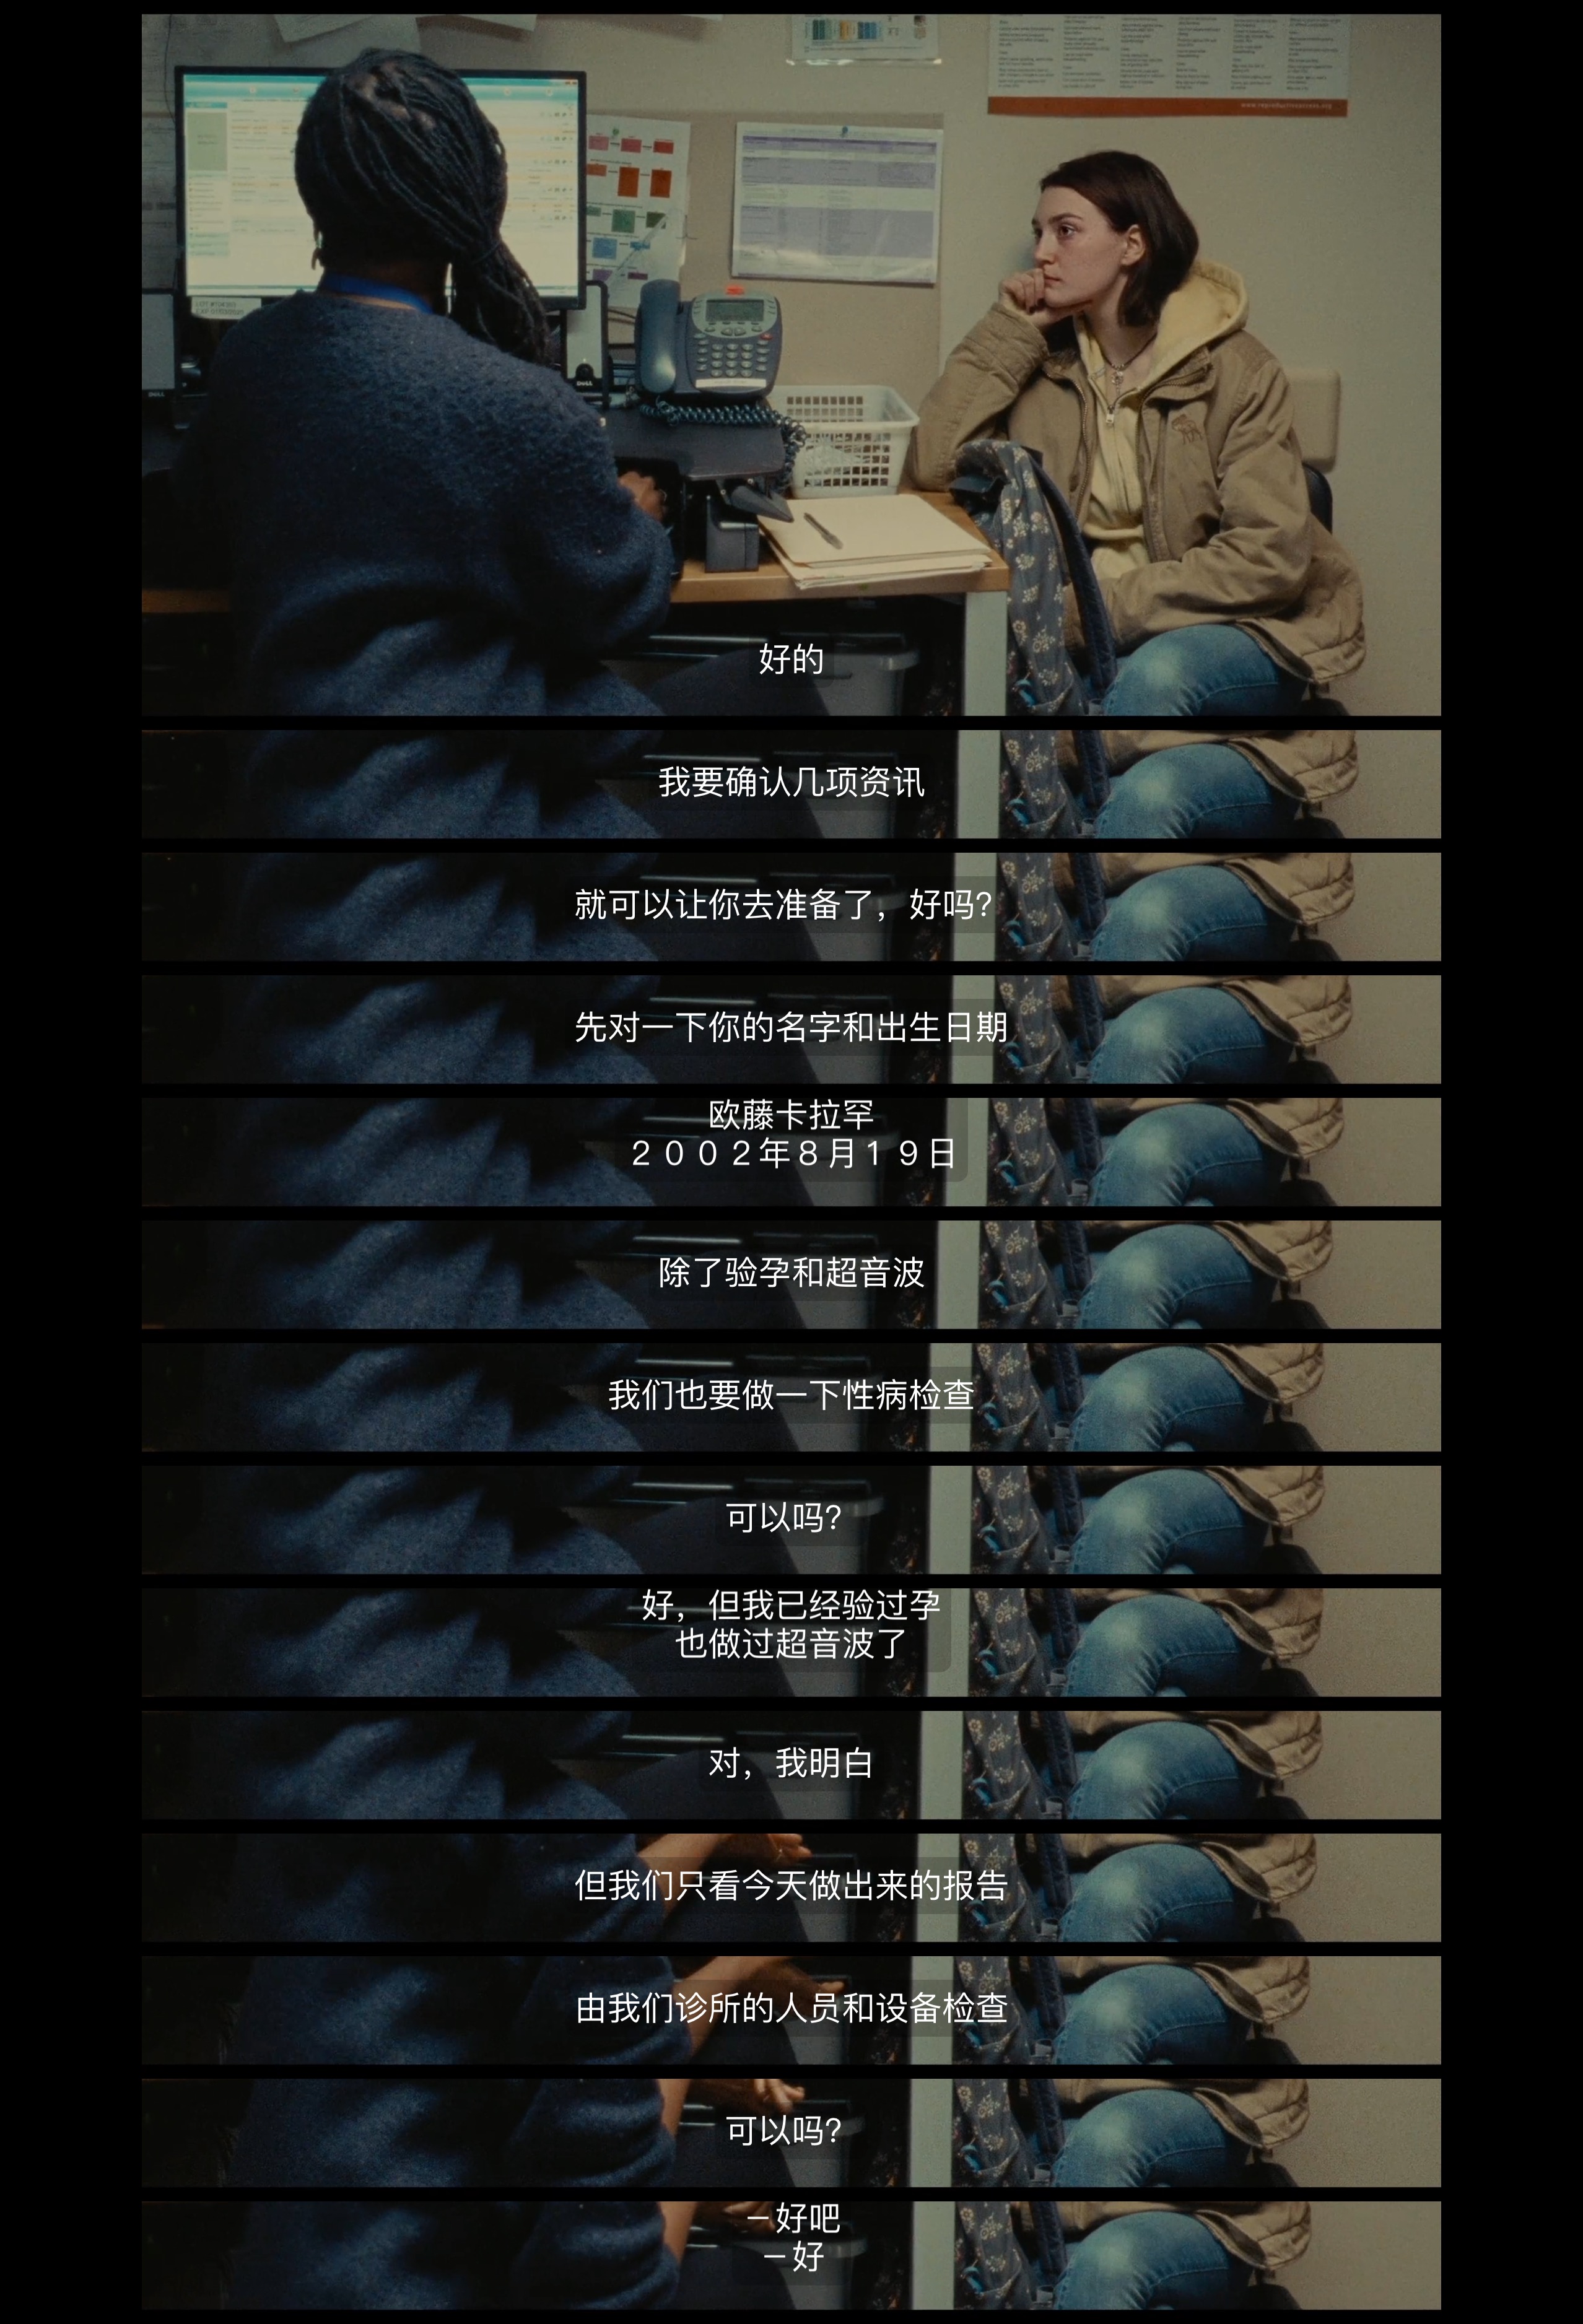 www.reproductiveaccess.org
DELL
DELL
好的
我要确认几项资讯
就可以让你去准备了，好吗？
先对一下你的名字和出生日期
欧藤卡拉罕
２００２年８月１９日
除了验孕和超音波
我们也要做一下性病检查
可以吗？
好，但我已经验过孕
也做过超音波了
对，我明白
但我们只看今天做出来的报告
由我们诊所的人员和设备检查
可以吗？
－好吧
－好